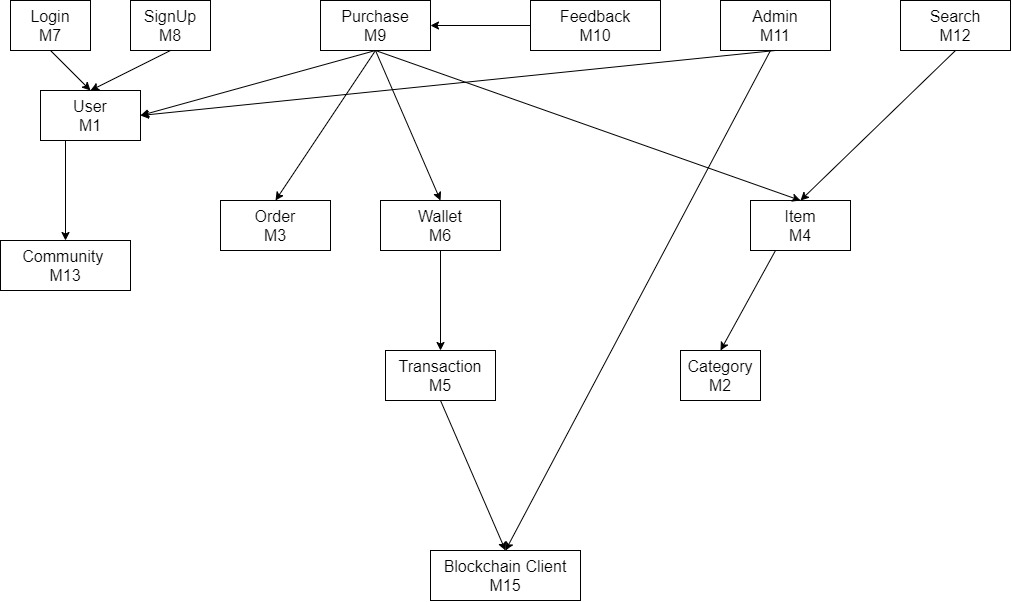 Login
M7
SignUp
M8
Purchase
M9
Feedback
M10
Admin
M11
Search
M12
User
M1
Order
M3
Wallet
M6
Item
M4
Community
M13
Transaction
M5
Category
M2
Blockchain Client
M15